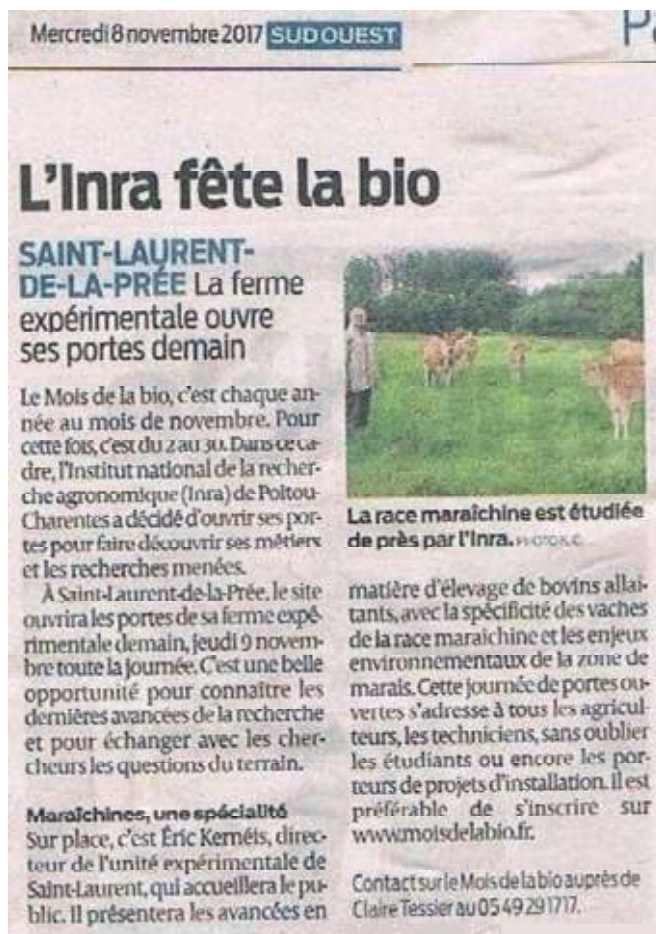 Mercredi 8 novembre 2017 SUD OUEST
L'Inra fête la bio
SAINT-LAURENT-
DE-LA-PRÉE La ferme
expérimentale ouvre
ses portes demain
Le Mois de la bio, c'est chaque an-
née au mois de novembre. Pour
cette fois, c'est du 2 au 30. Dans ce ca-
dre, l'Institut national de la recher-
che agronomique (Inra) de Poitou-
Charentes a décidé d'ouvrir ses por-
tes pour faire découvrir ses métiers
et les recherches menées.
À Saint-Laurent-de-la-Prée, le site
ouvrira les portes de sa ferme expé-
rimentale demain, jeudi 9 novem-
bre toute la journée. C'est une belle
opportunité pour connaître les
dernières avancées de la recherche
et pour échanger avec les cher-
cheurs les questions du terrain.
Maraîchines, une spécialité
Sur place, c'est Éric Kernéis, direc-
teur de l'unité expérimentale de
Saint-Laurent, qui accueillera le pu-
blic. Il présentera les avancées en
La race maraîchine est étudiée
de près par l'Inra. PHOTO K. C.
matière d'élevage de bovins allai-
tants, avec la spécificité des vaches
de la race maraichine et les enjeux
environnementaux de la zone de
marais. Cette journée de portes ou-
vertes s'adresse à tous les agricul-
teurs, les techniciens, sans oublier
les étudiants ou encore les por-
teurs de projets d'installation. Il est
préférable de s'inscrire sur
www.moisdelabio.fr.
Contact sur le Mois de la bio auprès de
Claire Tessier au 05 49 29 17 17.